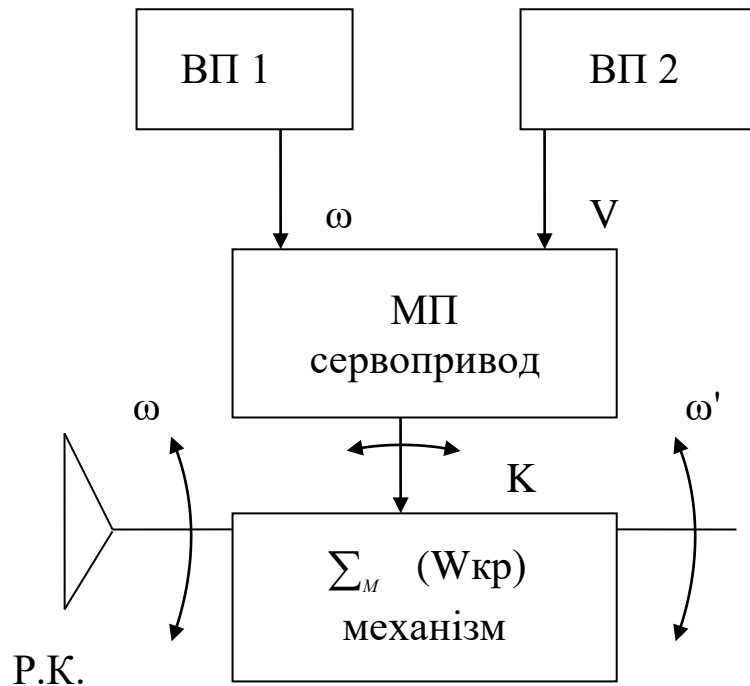 ВП 1
ВП 2
ω
V
МП
сервопривод
ω
ω'
K
∑M (Wкр)
механізм
Р.К.